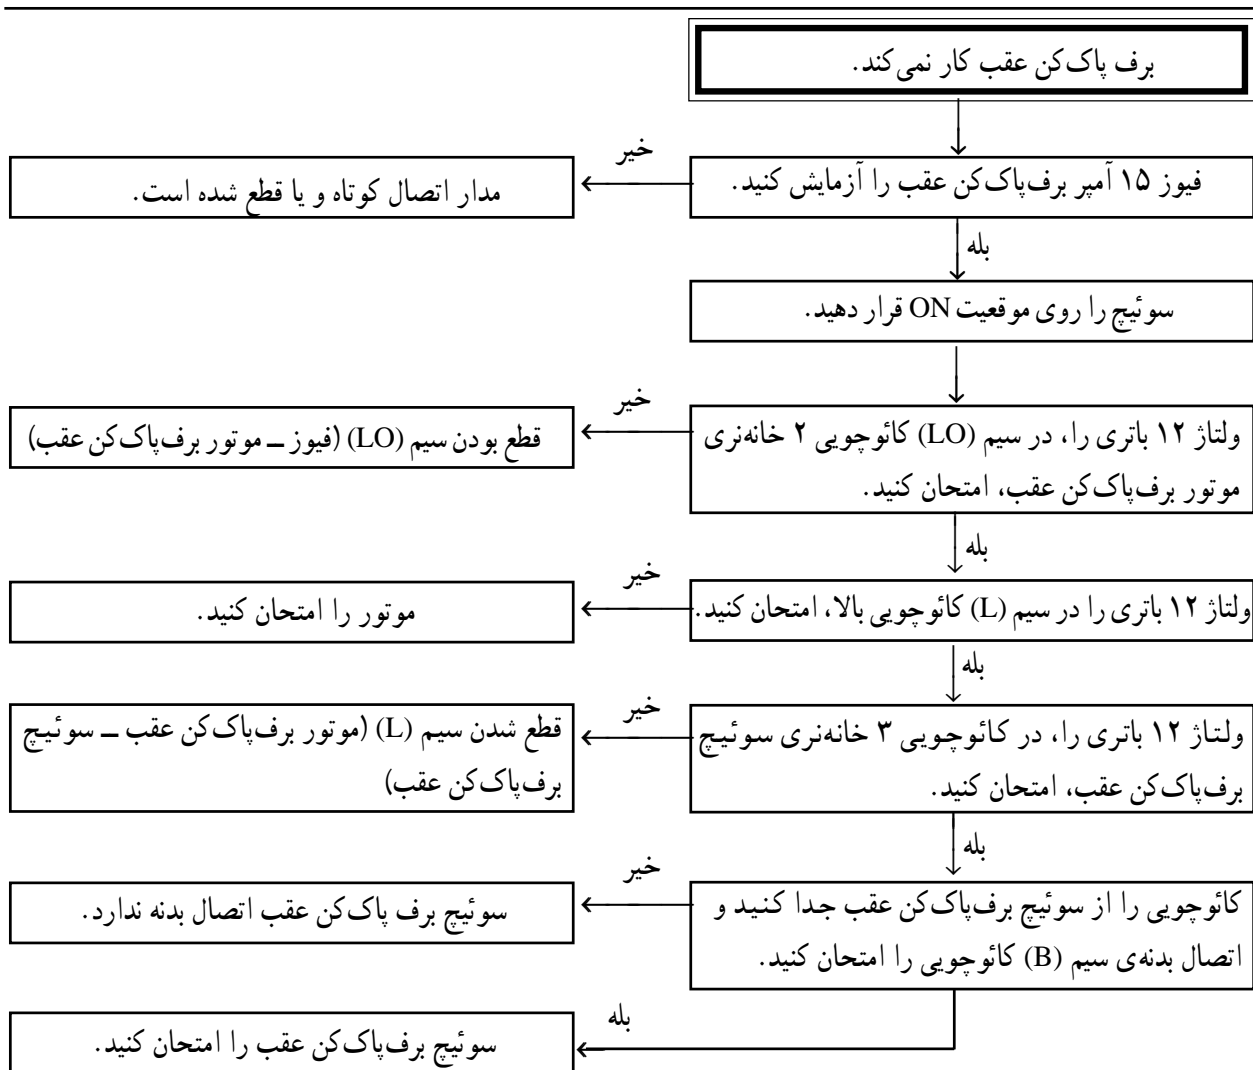 برف پاک‌کن عقب کار نمی‌کند.
خیر
فیوز ۱۵ آمپر برف‌پاک‌کن عقب را آزمایش کنید.
مدار اتصال کوتاه و یا قطع شده است.
بله
سوئیچ را روی موقعیت ON قرار دهید.
خیر
ولتاژ ۱۲ باتری را، در سیم (LO) کائوچویی ۲ خانه‌نری
موتور برف‌پاک‌کن عقب، امتحان کنید.
قطع بودن سیم (LO) (فیوز ــ موتور برف‌پاک‌کن عقب)
بله
خیر
ولتاژ ۱۲ باتری را در سیم (L) کائوچویی بالا، امتحان کنید.
موتور را امتحان کنید.
بله
خیر
ولتاژ ۱۲ باتری را، در کائوچویی ۳ خانه‌نری سوئیچ
برف‌پاک‌کن عقب، امتحان کنید.
قطع شدن سیم (L) (موتور برف‌پاک‌کن عقب ــ سوئیچ
برف‌پاک‌کن عقب)
بله
خیر
کائوچویی را از سوئیچ برف‌پاک‌کن عقب جدا کنید و
اتصال بدنه‌ی سیم (B) کائوچویی را امتحان کنید.
سوئیچ برف پاک‌کن عقب اتصال بدنه ندارد.
بله
سوئیچ برف‌پاک‌کن عقب را امتحان کنید.